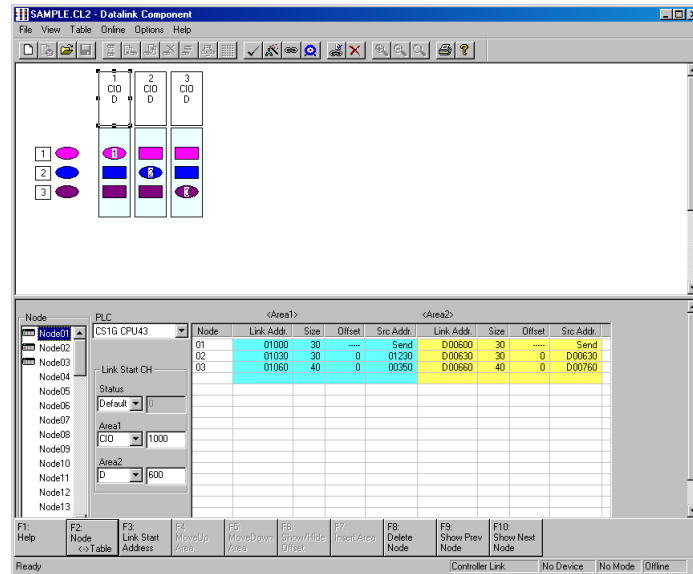 SAMPLE.CL2 - Datalink Component
File View Table Online Options Help
1 2 3
CIO CIO CIO
D D D
1 1
2 2
3 3
Node PLC <Area1> <Area2>
CS1G CPU43 Node Link Addr. Size Offset Src Addr. Link Addr. Size Offset Src Addr.
Node01 01 01000 30 ----- Send D00600 30 ----- Send
Node02 02 01030 30 0 01230 D00630 30 0 D00630
Node03 03 01060 40 0 00350 D00660 40 0 D00760
Node04 Link Start CH
Node05 Status
Node06 Default 0
Node07 Area1
Node08 CIO 1000
Node09
Node10 Area2
Node11 D 600
Node12
Node13
F1: Help
F2: Node <->Table
F3: Link Start Address
F4: MoveUp Area
F5: MoveDown Area
F6: Show/Hide Offset
F7: Insert Area
F8: Delete Node
F9: Show Prev Node
F10: Show Next Node
Ready Controller Link No Device No Mode Offline